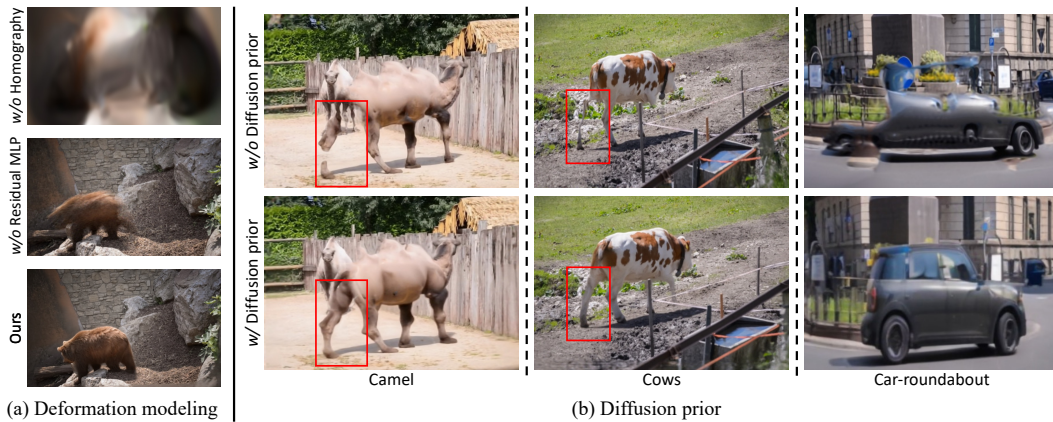 w/o Homography
w/o Residual MLP
Ours
(a) Deformation modeling
w/o Diffusion prior
w/ Diffusion prior
Camel
Cows
Car-roundabout
(b) Diffusion prior